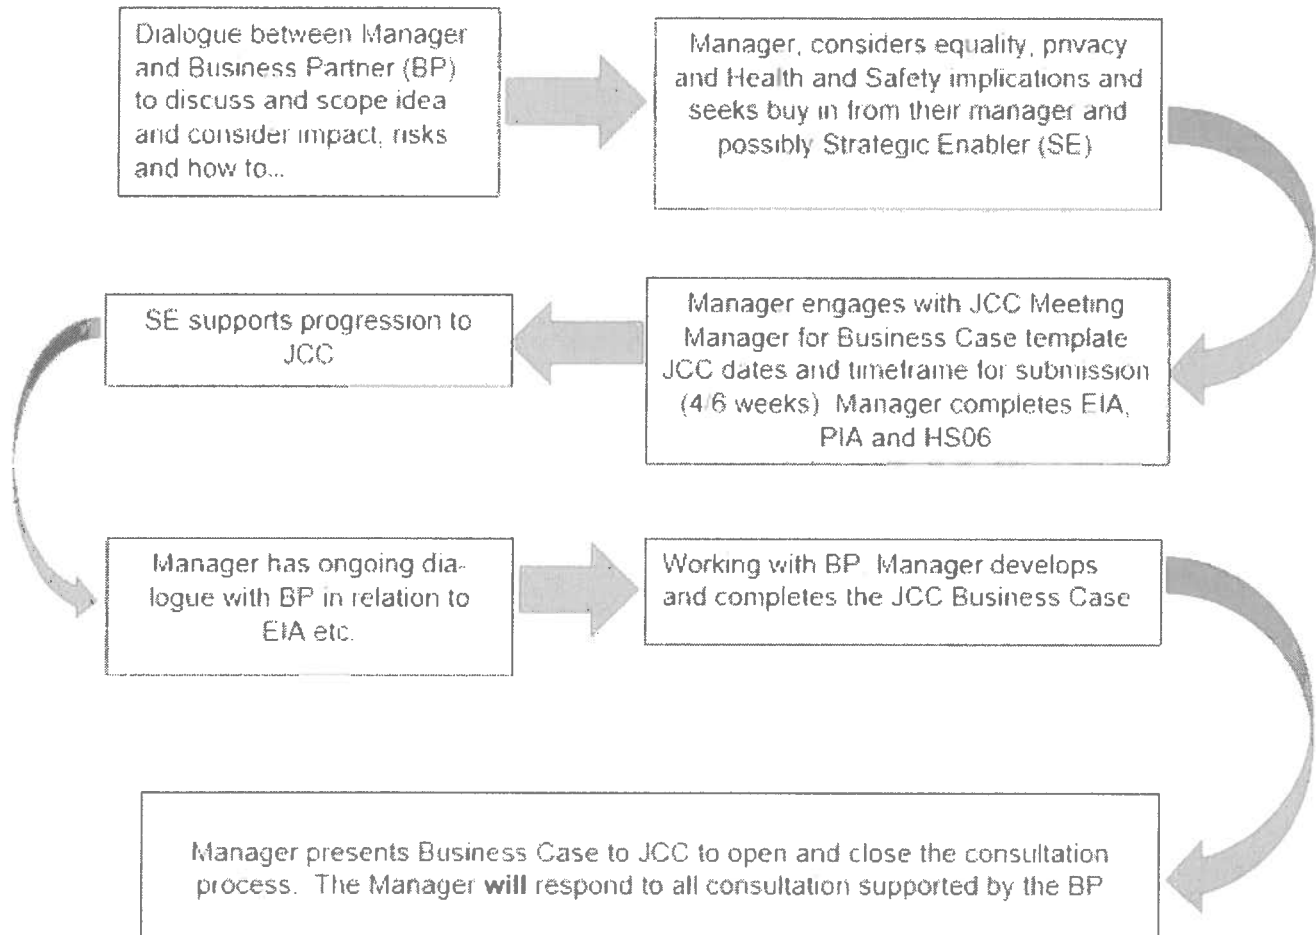 Dialogue between Manager
and Business Partner (BP)
to discuss and scope idea
and consider impact, risks
and how to...
Manager, considers equality, privacy
and Health and Safety implications and
seeks buy in from their manager and
possibly Strategic Enabler (SE)
Manager engages with JCC Meeting
Manager for Business Case template
JCC dates and timeframe for submission
(4/6 weeks) Manager completes EIA,
PIA and HS06
SE supports progression to
JCC
Manager has ongoing dia-
logue with BP in relation to
EIA etc.
Working with BP Manager develops
and completes the JCC Business Case
Manager presents Business Case to JCC to open and close the consultation
process. The Manager will respond to all consultation supported by the BP